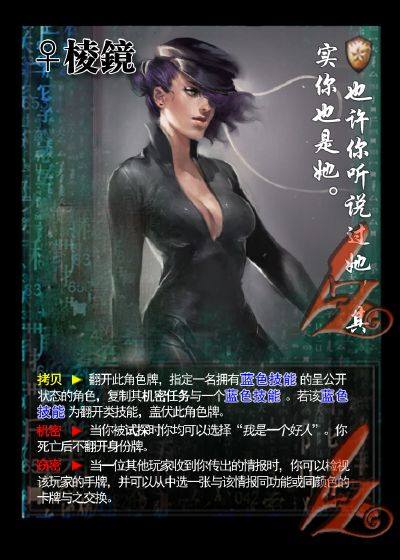 ♀棱鏡
也许你听说过她 其
实你也是她。
拷贝 ▶ 翻开此角色牌，指定一名拥有蓝色技能的呈公开
状态的角色，复制其机密任务与一个蓝色技能。若该蓝色
技能为翻开类技能，盖伏此角色牌。
机密 ▶ 当你被试探时你均可以选择“我是一个好人”。你
死亡后不翻开身份牌。
窃密 ▶ 当一位其他玩家收到你传出的情报时，你可以检视
该玩家的手牌，并可以从中选一张与该情报同功能或同颜色的
卡牌与之交换。